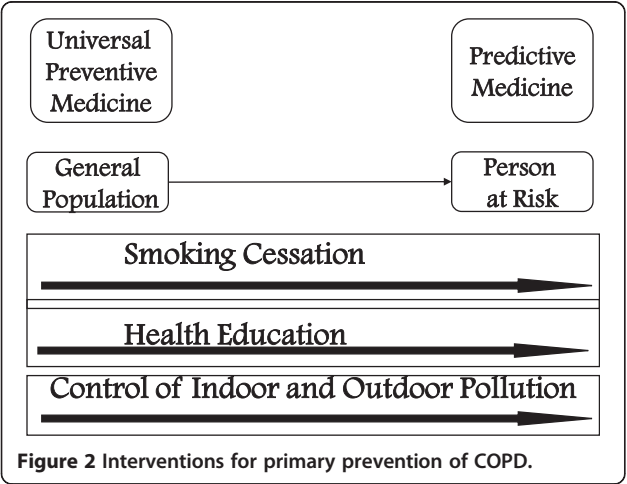 Universal
Preventive
Medicine
Predictive
Medicine
General
Population
Person
at Risk
Smoking Cessation
Health Education
Control of Indoor and Outdoor Pollution
Figure 2 Interventions for primary prevention of COPD.